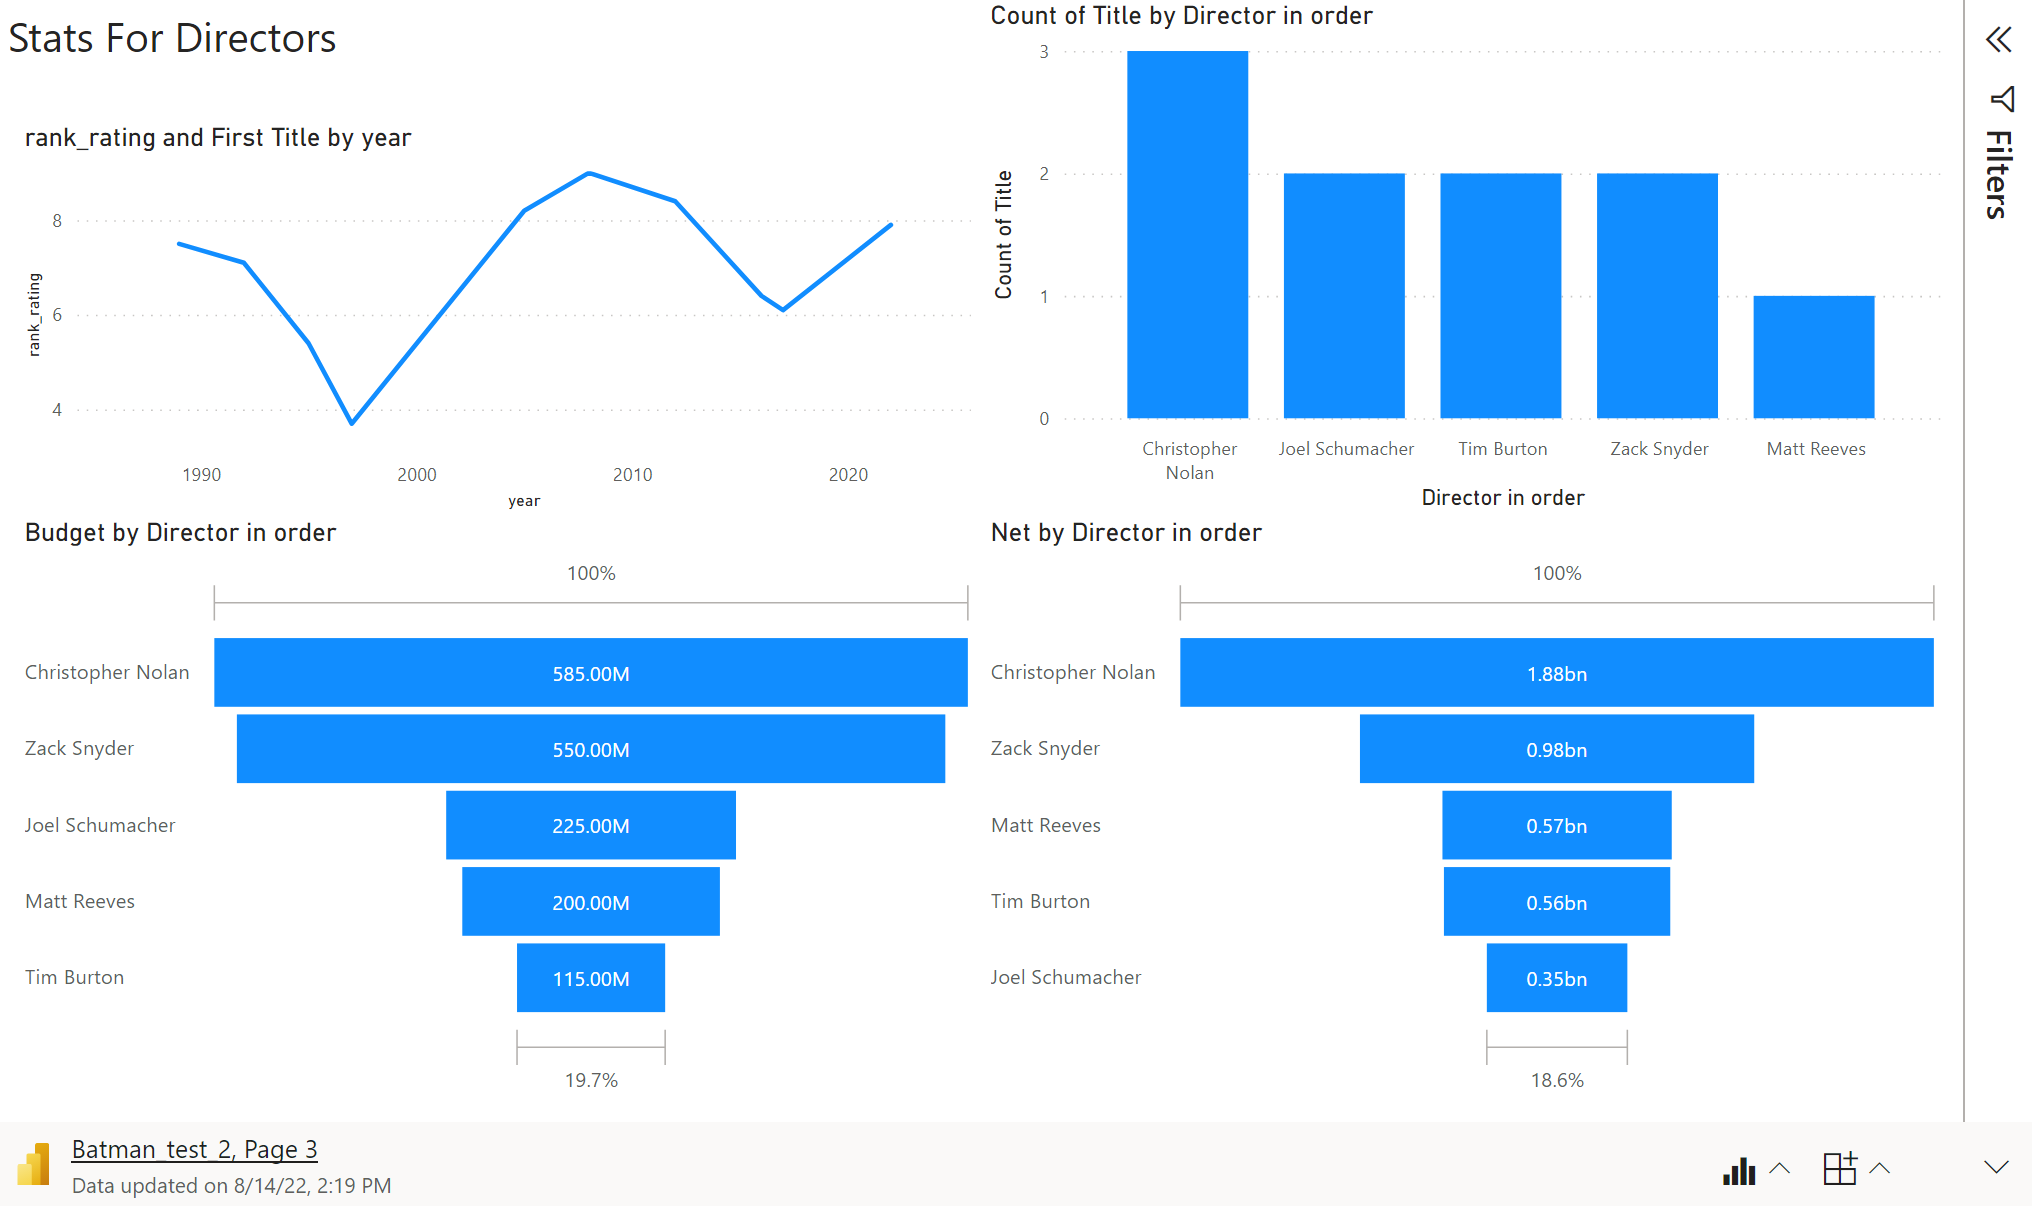 Stats For Directors
rank_rating and First Title by year
8
6
4
rank_rating
1990 2000 2010 2020
year
Count of Title by Director in order
3
2
1
0
Count of Title
Christopher Nolan Joel Schumacher Tim Burton Zack Snyder Matt Reeves
Director in order
Budget by Director in order
100%
Christopher Nolan 585.00M
Zack Snyder 550.00M
Joel Schumacher 225.00M
Matt Reeves 200.00M
Tim Burton 115.00M
19.7%
Net by Director in order
100%
Christopher Nolan 1.88bn
Zack Snyder 0.98bn
Matt Reeves 0.57bn
Tim Burton 0.56bn
Joel Schumacher 0.35bn
18.6%
Filters
Batman_test_2, Page 3
Data updated on 8/14/22, 2:19 PM